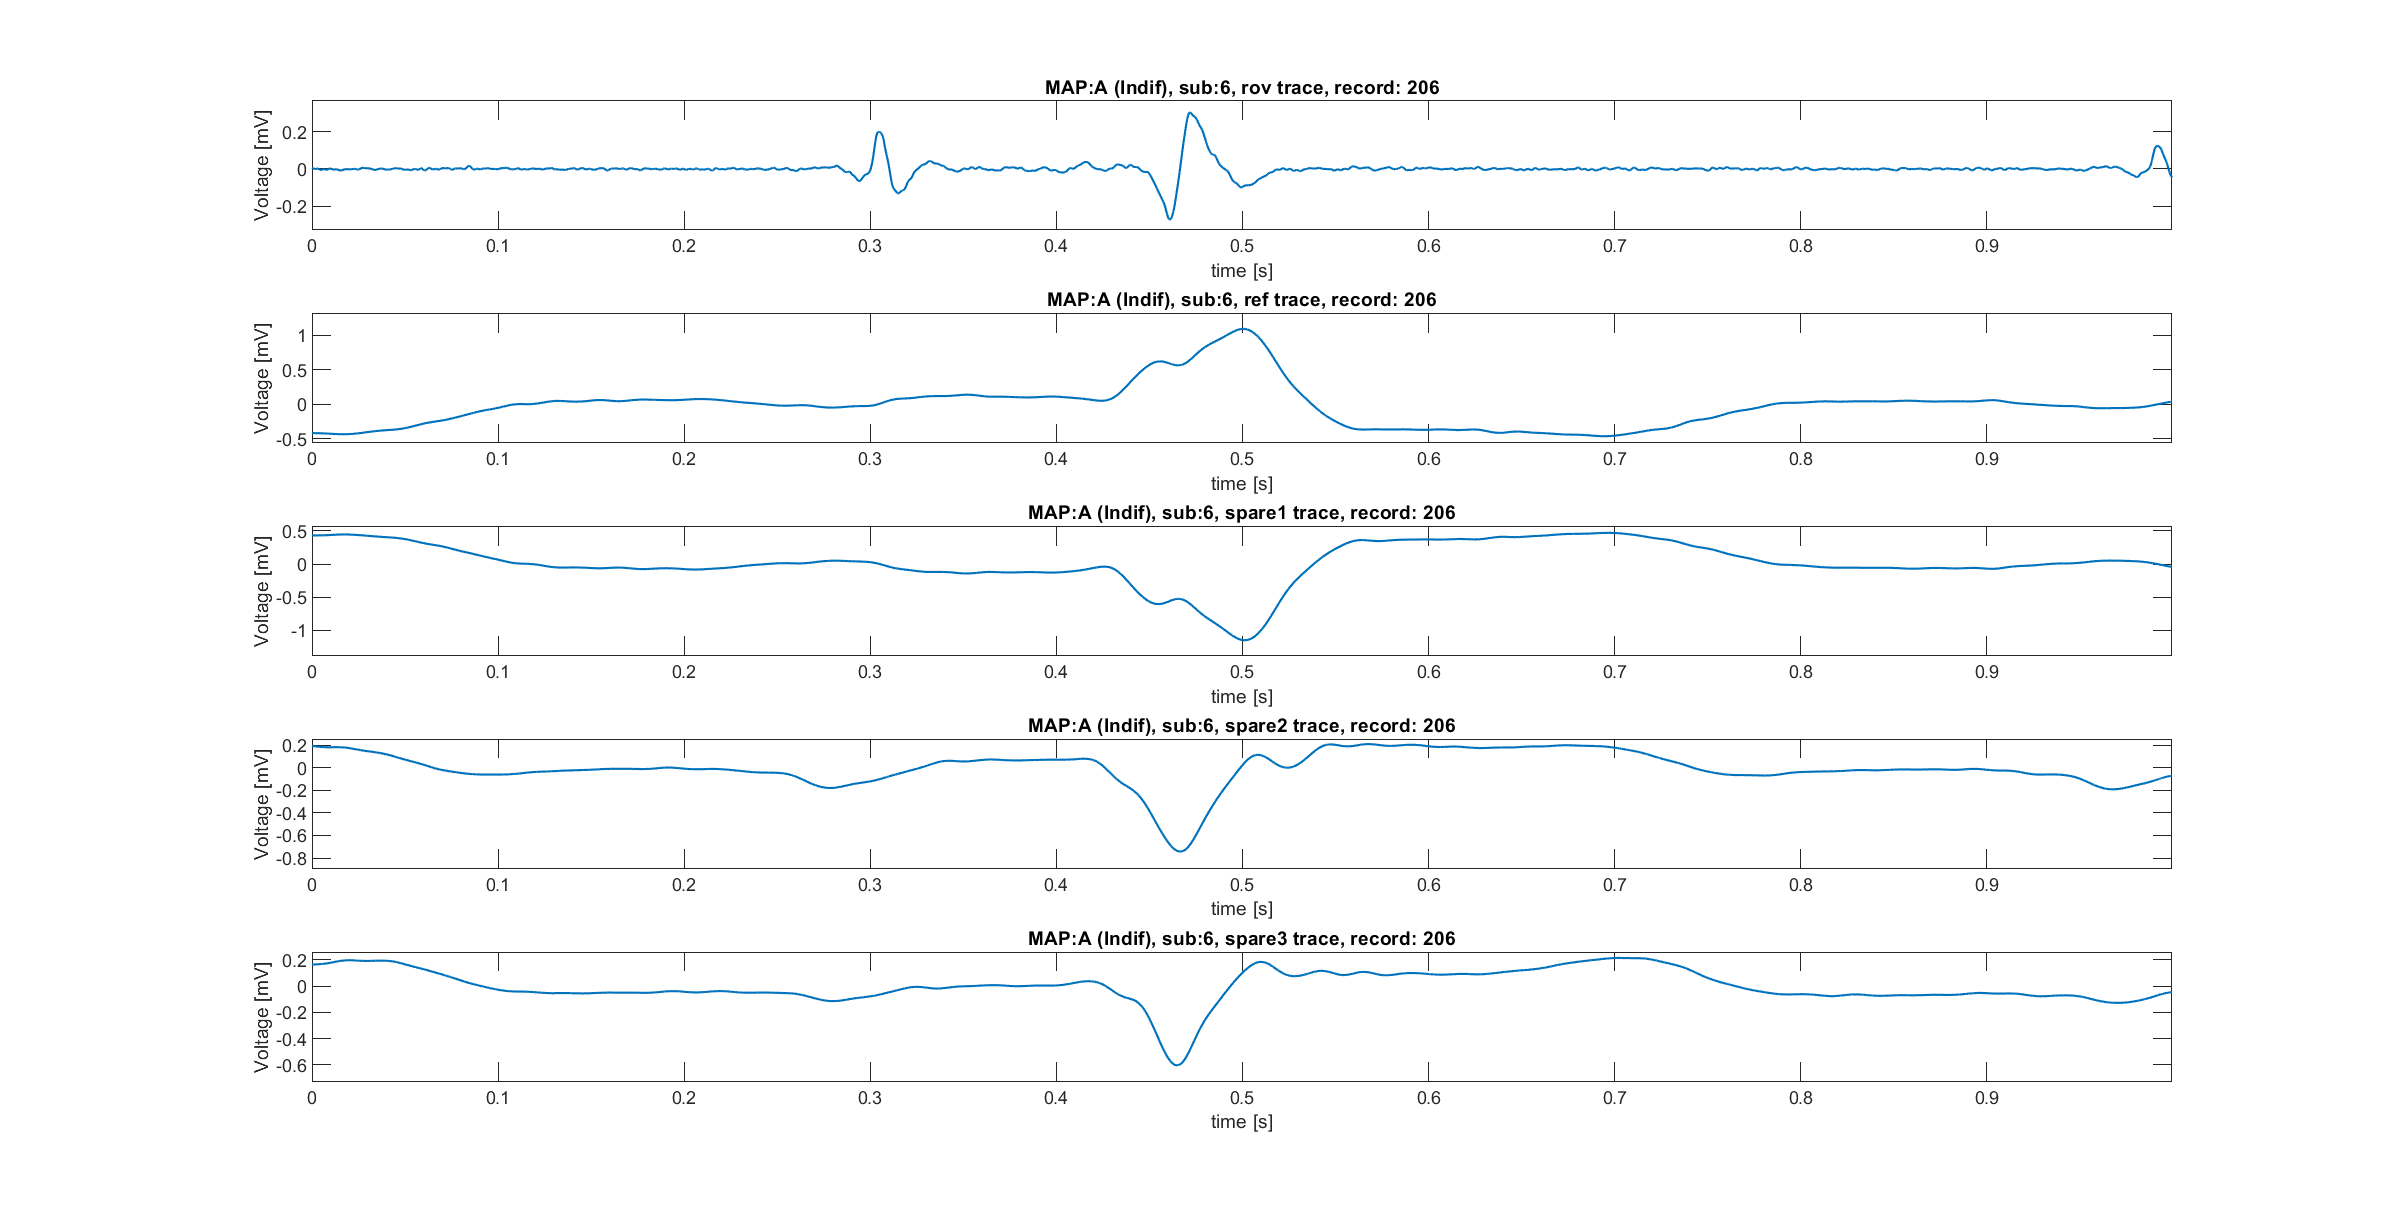 MAP:A (Indif), sub:6, rov trace, record: 206
Voltage [mV]
0.2
0
-0.2
0 0.1 0.2 0.3 0.4 0.5 0.6 0.7 0.8 0.9
time [s]
MAP:A (Indif), sub:6, ref trace, record: 206
Voltage [mV]
1
0.5
0
-0.5
0 0.1 0.2 0.3 0.4 0.5 0.6 0.7 0.8 0.9
time [s]
MAP:A (Indif), sub:6, spare1 trace, record: 206
Voltage [mV]
0.5
0
-0.5
-1
0 0.1 0.2 0.3 0.4 0.5 0.6 0.7 0.8 0.9
time [s]
MAP:A (Indif), sub:6, spare2 trace, record: 206
Voltage [mV]
0.2
0
-0.2
-0.4
-0.6
-0.8
0 0.1 0.2 0.3 0.4 0.5 0.6 0.7 0.8 0.9
time [s]
MAP:A (Indif), sub:6, spare3 trace, record: 206
Voltage [mV]
0.2
0
-0.2
-0.4
-0.6
0 0.1 0.2 0.3 0.4 0.5 0.6 0.7 0.8 0.9
time [s]